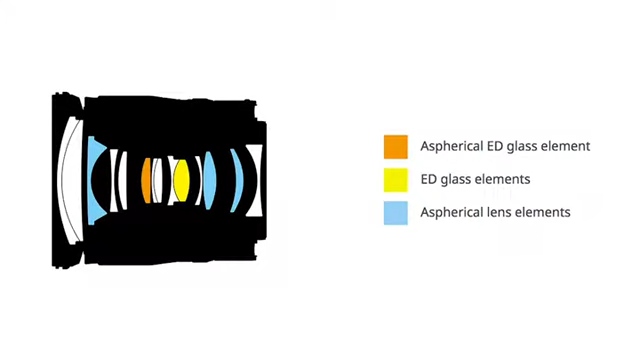 Aspherical ED glass element
ED glass elements
Aspherical lens elements